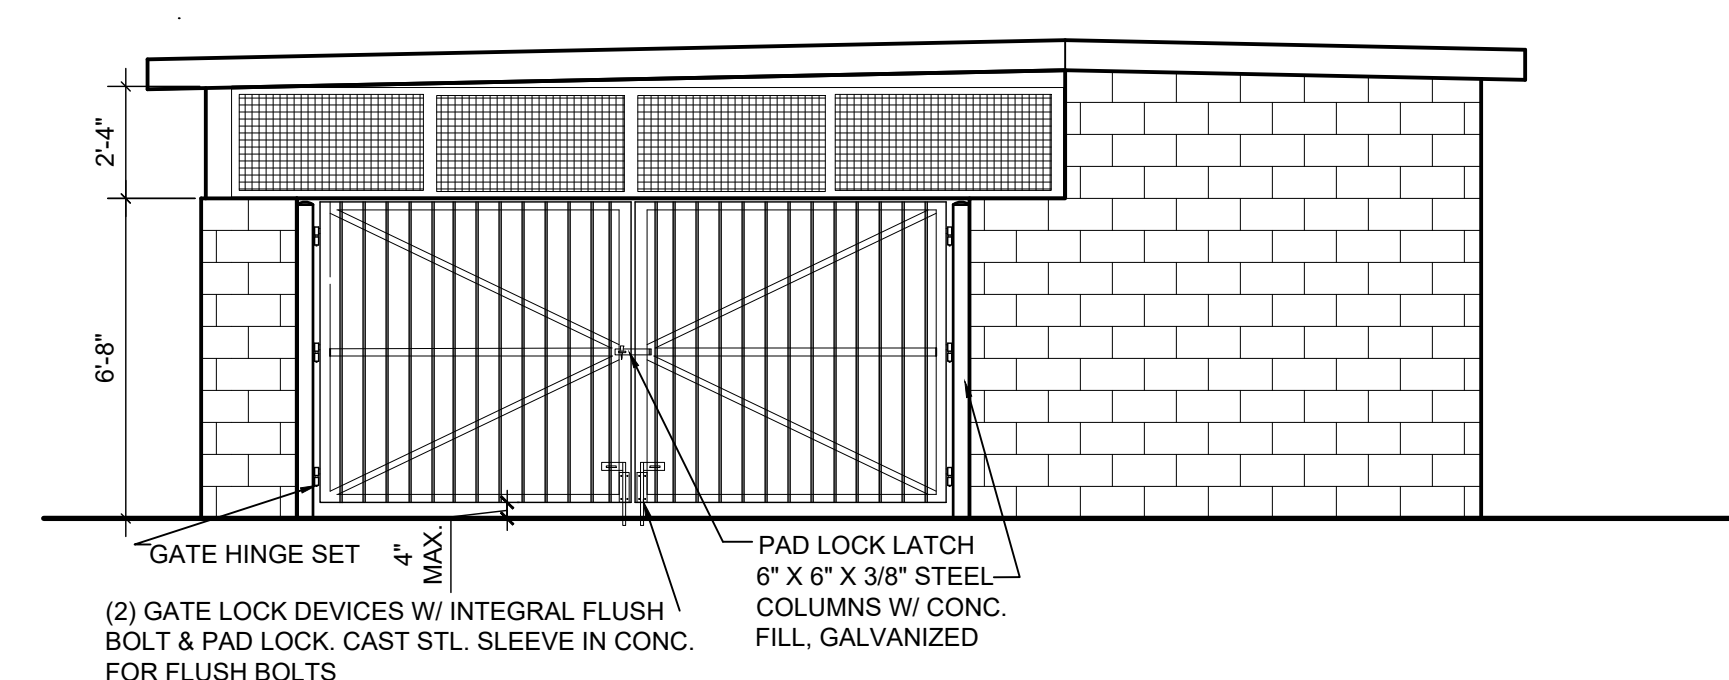 2'-4"
6'-8"
GATE HINGE SET
4"
MAX.
(2) GATE LOCK DEVICES W/ INTEGRAL FLUSH
BOLT & PAD LOCK. CAST STL. SLEEVE IN CONC.
FOR FLUSH BOLTS
PAD LOCK LATCH
6" X 6" X 3/8" STEEL
COLUMNS W/ CONC.
FILL, GALVANIZED